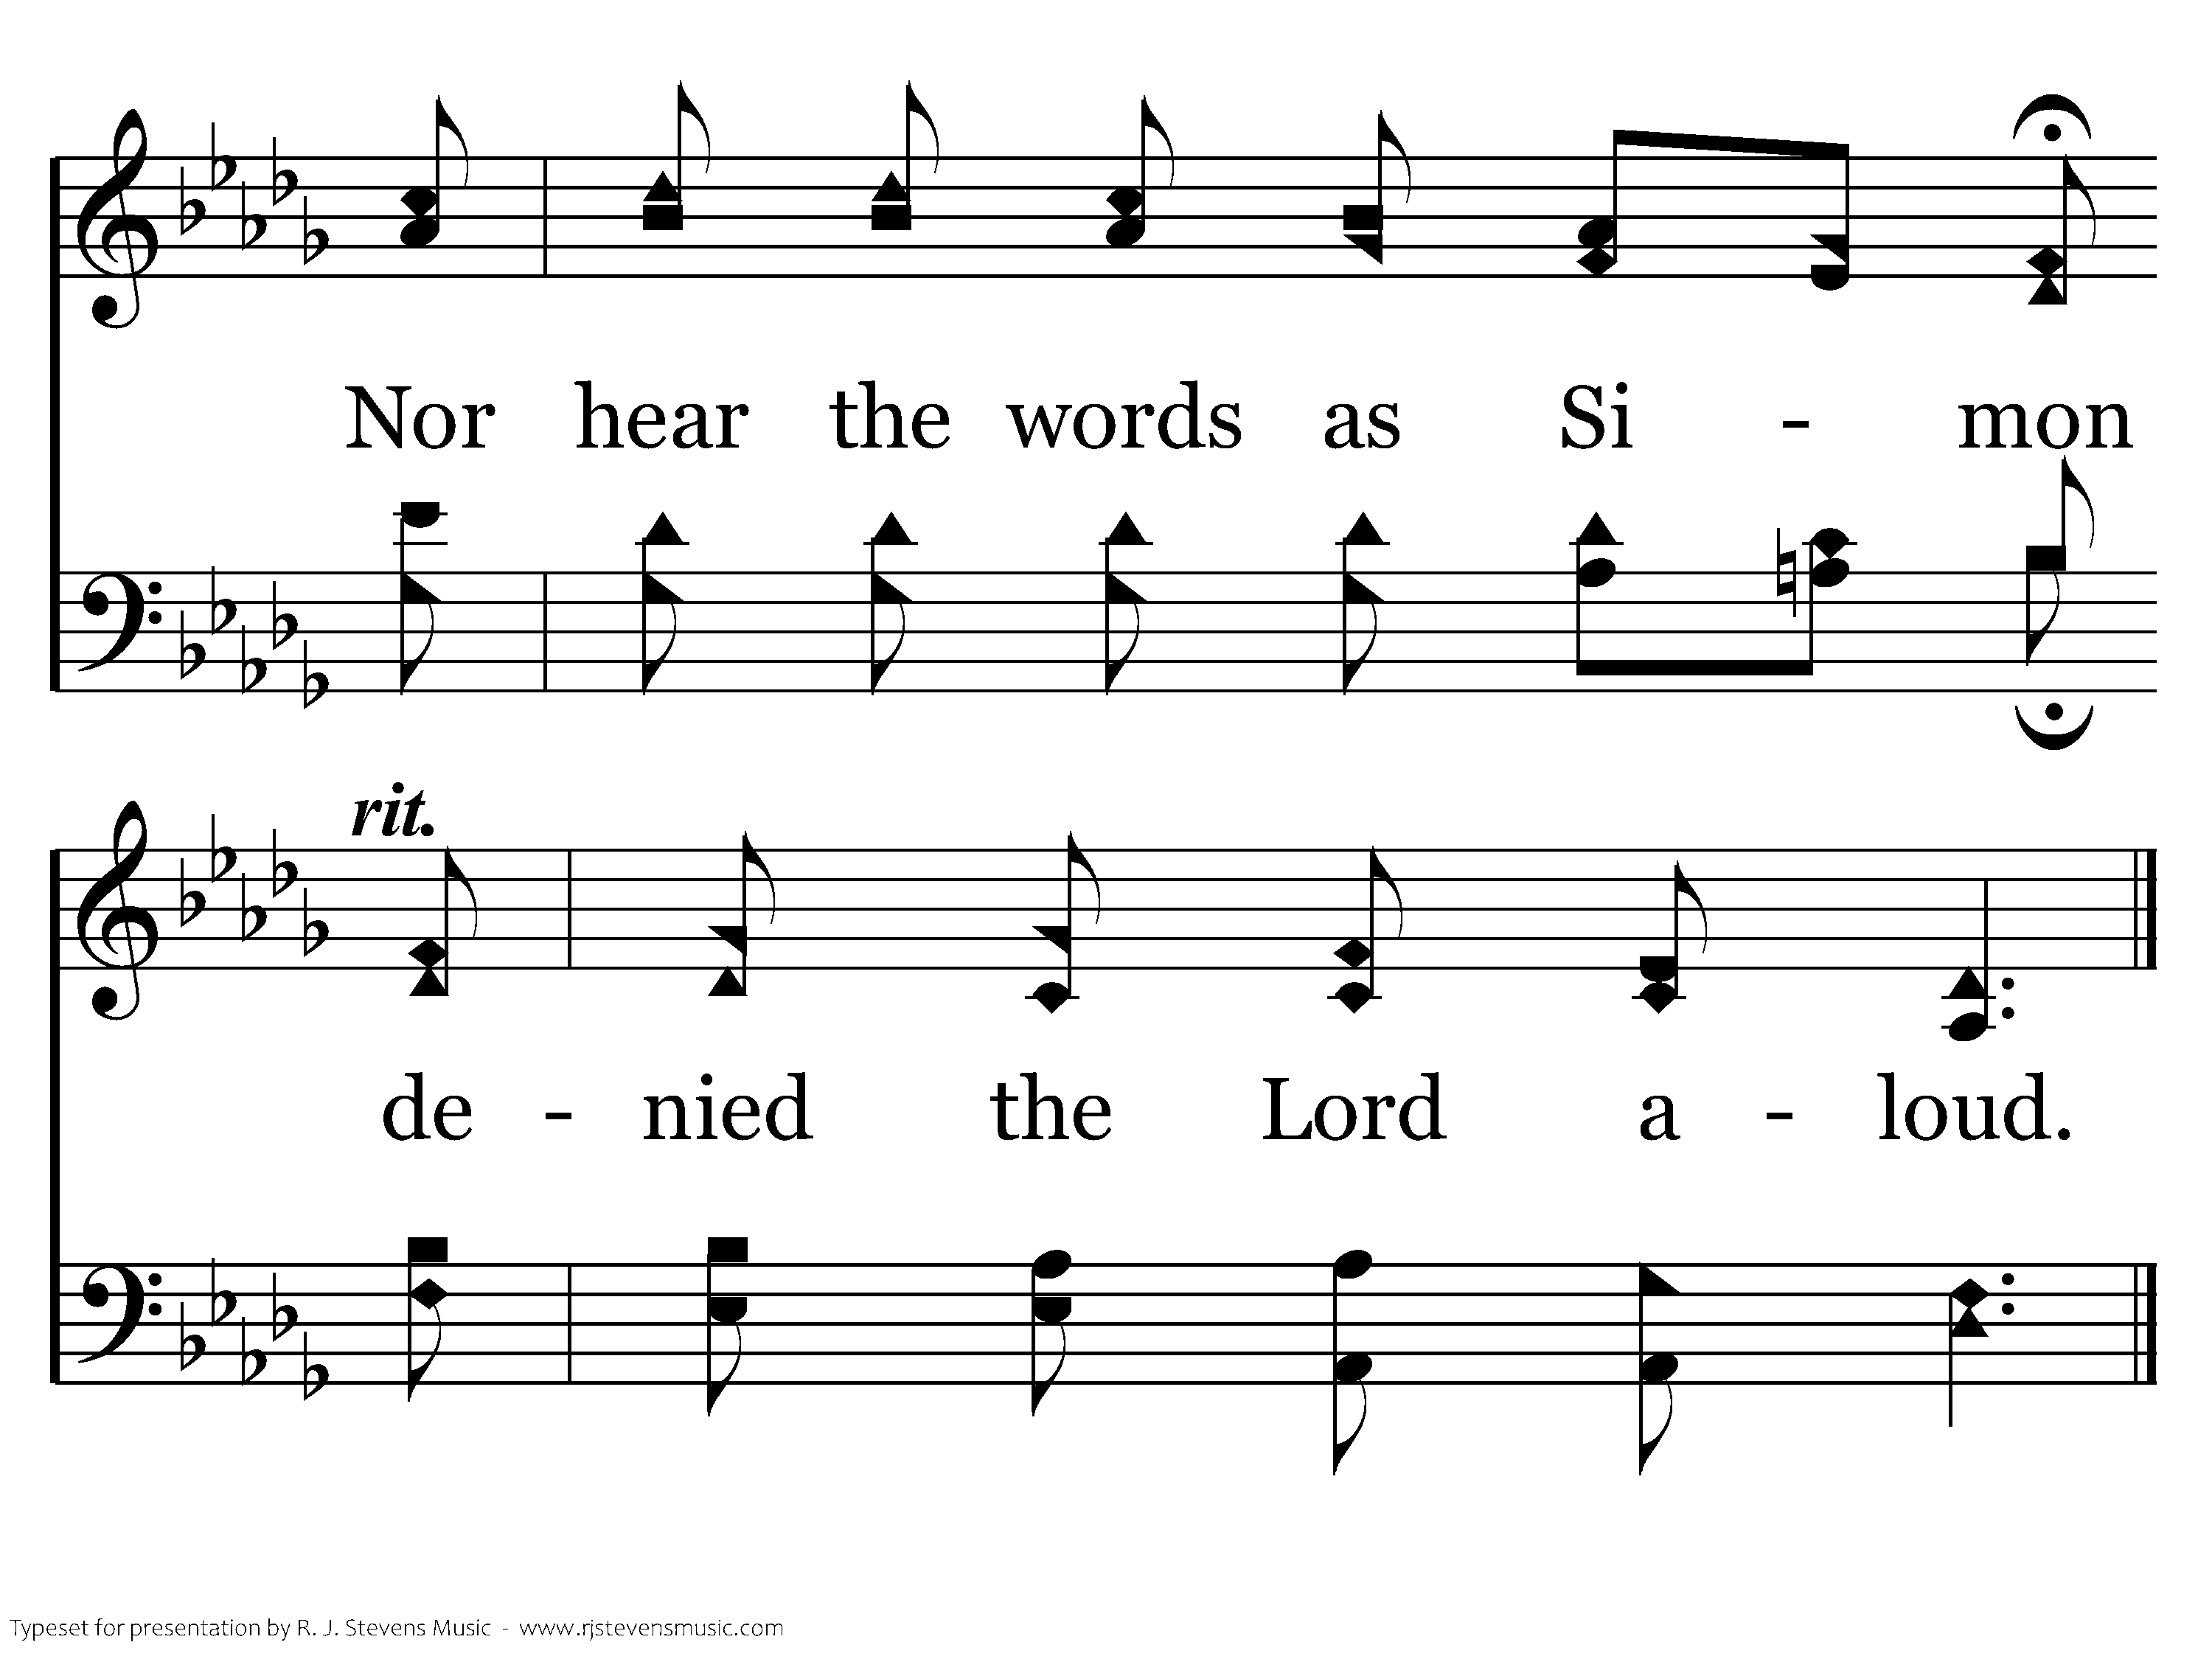 Nor hear the words as Si - mon
rit.
de - nied the Lord a - loud.
Typeset for presentation by R. J. Stevens Music - www.rjstevensmusic.com